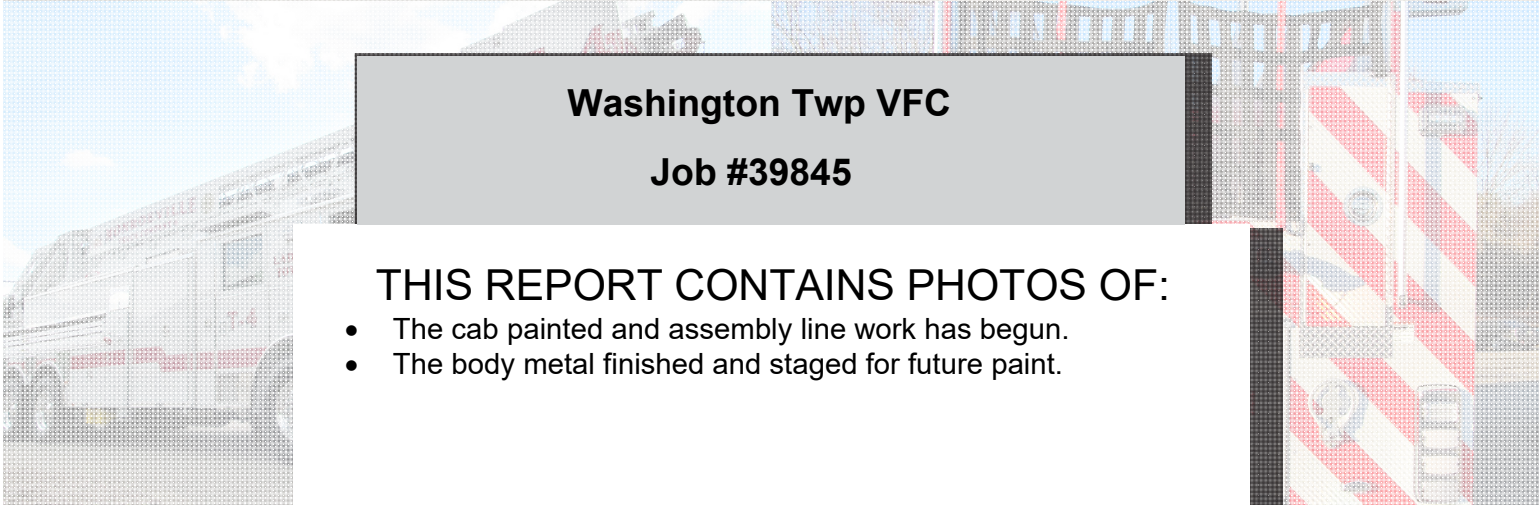 Washington Twp VFC
Job #39845
THIS REPORT CONTAINS PHOTOS OF:
• The cab painted and assembly line work has begun.
• The body metal finished and staged for future paint.
T-4